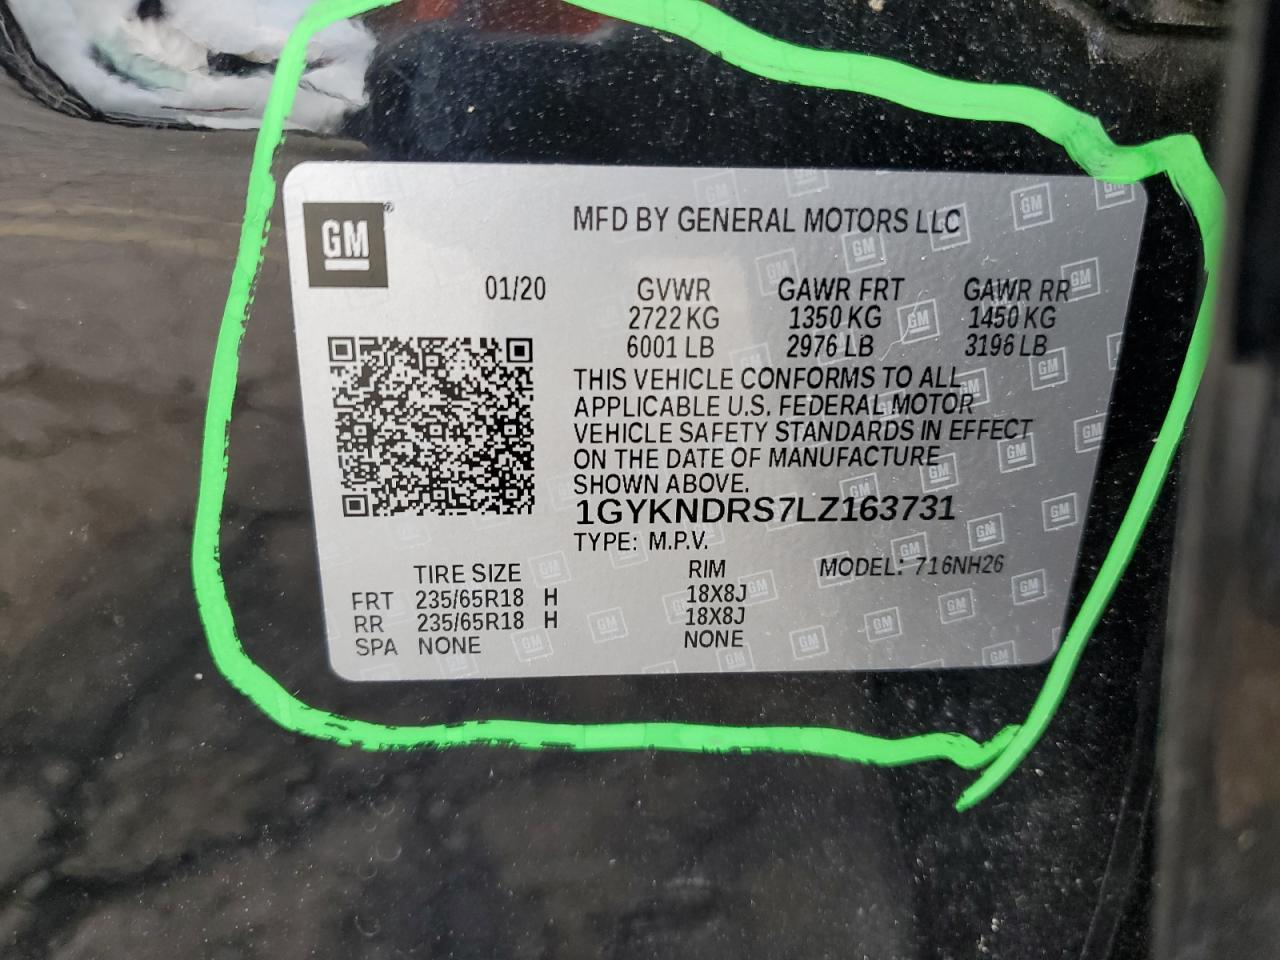 GM
MFD BY GENERAL MOTORS LLC
01/20 GVWR GAWR FRT GAWR RR
2722 KG 1350 KG 1450 KG
6001 LB 2976 LB 3196 LB
THIS VEHICLE CONFORMS TO ALL
APPLICABLE U.S. FEDERAL MOTOR
VEHICLE SAFETY STANDARDS IN EFFECT
ON THE DATE OF MANUFACTURE
SHOWN ABOVE.
1GYKNDRS7LZ163731
TYPE: M.P.V.
MODEL: 716NH26
TIRE SIZE RIM
FRT 235/65R18 H 18X8J
RR 235/65R18 H 18X8J
SPA NONE NONE